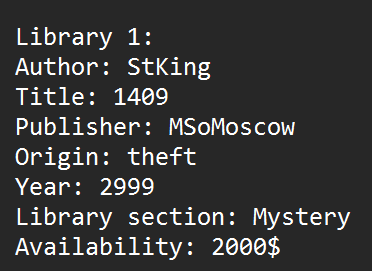 Library 1:
Author: StKing
Title: 1409
Publisher: MSoMoscow
Origin: theft
Year: 2999
Library section: Mystery
Availability: 2000$